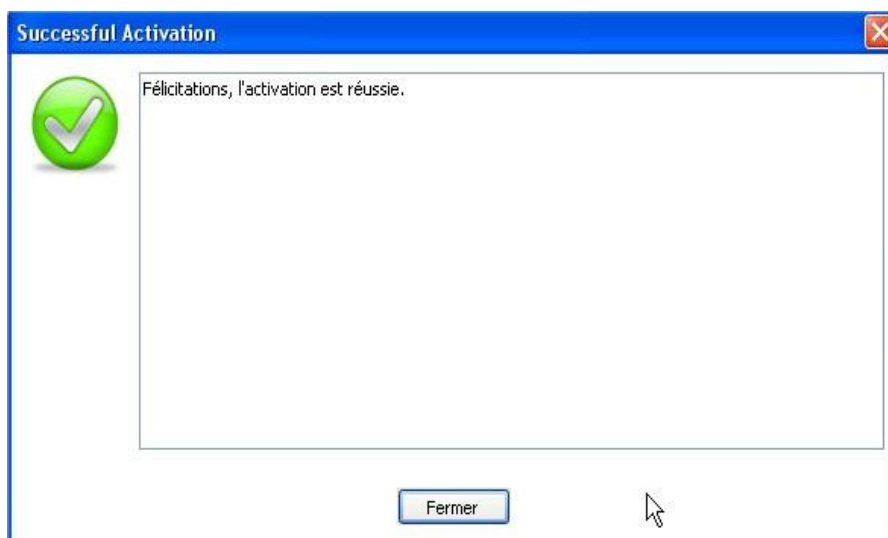 Successful Activation
Félicitations, l'activation est réussie.
Fermer